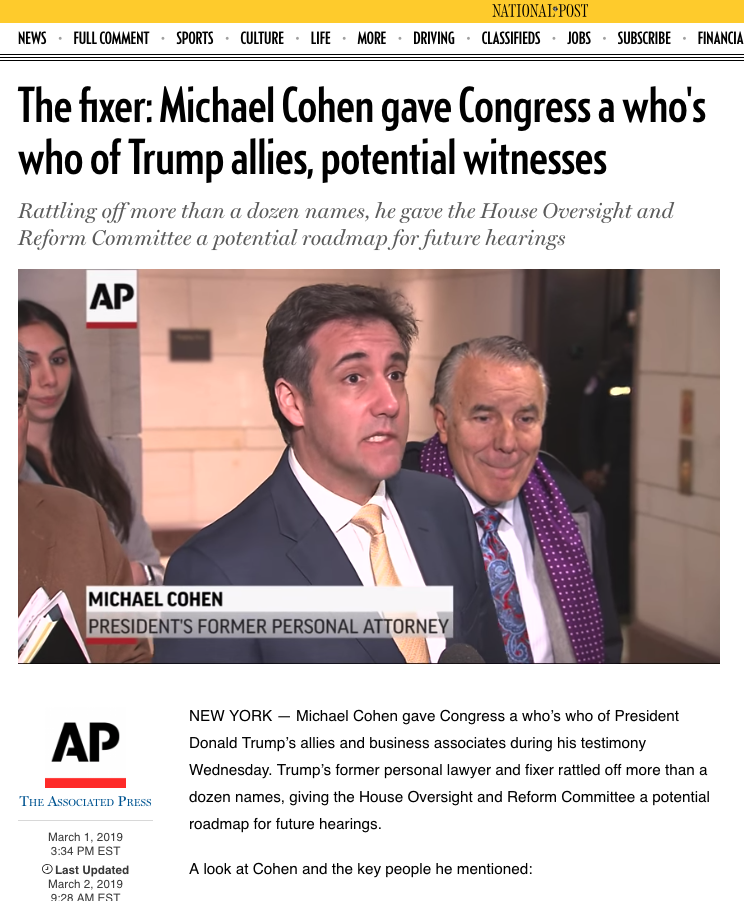 NATIONAL POST
NEWS • FULL COMMENT • SPORTS • CULTURE • LIFE • MORE • DRIVING • CLASSIFIEDS • JOBS • SUBSCRIBE • FINANCIA
The fixer: Michael Cohen gave Congress a who's
who of Trump allies, potential witnesses
Rattling off more than a dozen names, he gave the House Oversight and
Reform Committee a potential roadmap for future hearings
AP
MICHAEL COHEN
PRESIDENT'S FORMER PERSONAL ATTORNEY
AP
THE ASSOCIATED PRESS
March 1, 2019
3:34 PM EST
Last Updated
March 2, 2019
9:28 AM EST
NEW YORK — Michael Cohen gave Congress a who’s who of President
Donald Trump’s allies and business associates during his testimony
Wednesday. Trump’s former personal lawyer and fixer rattled off more than a
dozen names, giving the House Oversight and Reform Committee a potential
roadmap for future hearings.
A look at Cohen and the key people he mentioned: